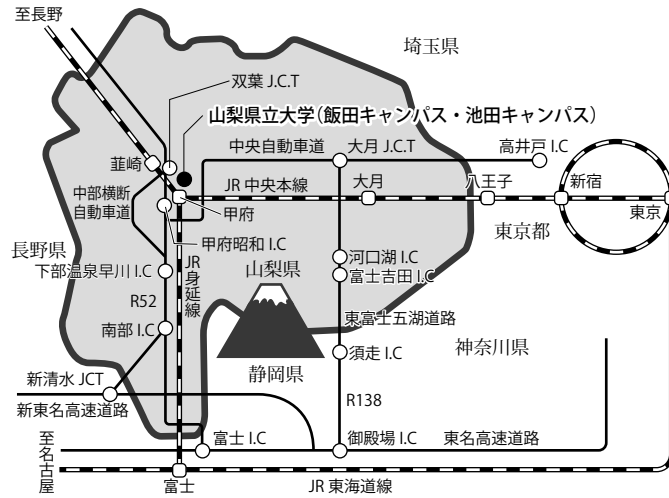 至長野
埼玉県
双葉 J.C.T
山梨県立大学(飯田キャンパス・池田キャンパス)
中央自動車道
大月 J.C.T
高井戸 I.C
韮崎
JR 中央本線
大月
八王子
新宿
中部横断
自動車道
甲府
東京
東京都
甲府昭和 I.C
長野県
下部温泉早川 I.C
JR身延線
山梨県
河口湖 I.C
富士吉田 I.C
R52
東富士五湖道路
南部 I.C
神奈川県
須走 I.C
静岡県
新清水 JCT
R138
新東名高速道路
至名古屋
富士 I.C
御殿場 I.C
東名高速道路
富士
JR 東海道線